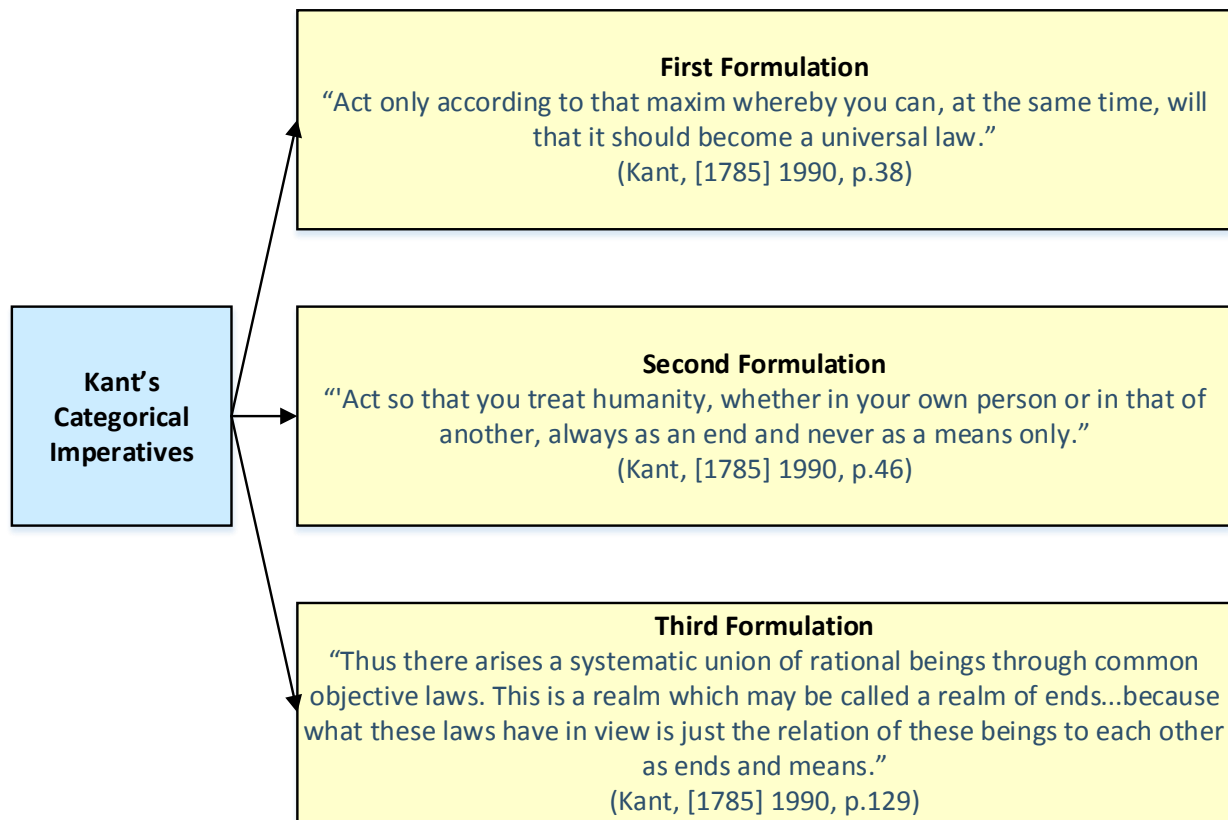 First Formulation
“Act only according to that maxim whereby you can, at the same time, will
that it should become a universal law.”
(Kant, [1785] 1990, p.38)
Kant’s
Categorical
Imperatives
Second Formulation
“'Act so that you treat humanity, whether in your own person or in that of
another, always as an end and never as a means only.”
(Kant, [1785] 1990, p.46)
Third Formulation
“Thus there arises a systematic union of rational beings through common
objective laws. This is a realm which may be called a realm of ends...because
what these laws have in view is just the relation of these beings to each other
as ends and means.”
(Kant, [1785] 1990, p.129)